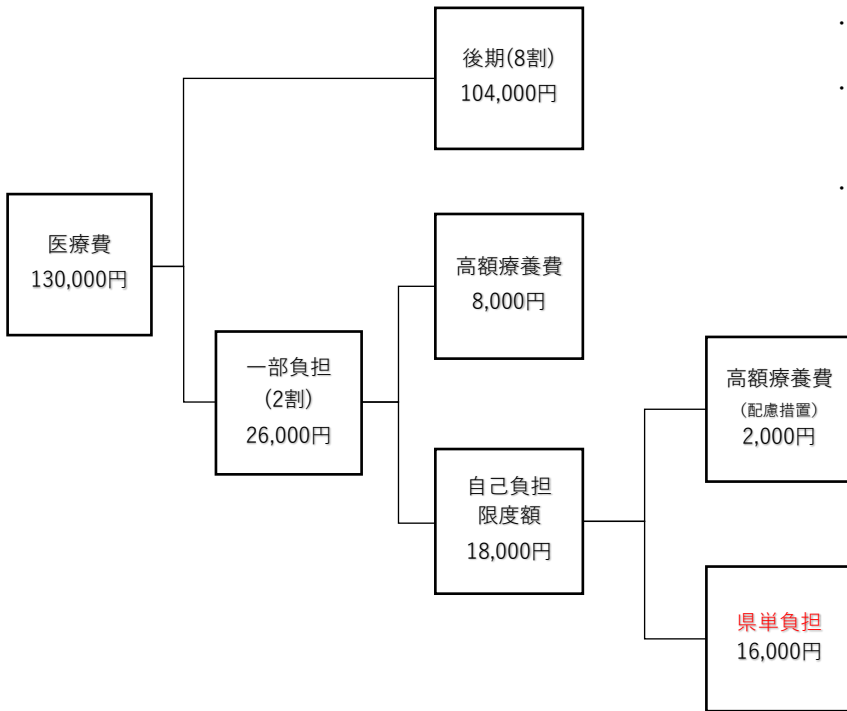 後期(8割)
104,000円
医療費
130,000円
高額療養費
8,000円
一部負担
(2割)
26,000円
高額療養費
(配慮措置)
2,000円
自己負担
限度額
18,000円
県単負担
16,000円